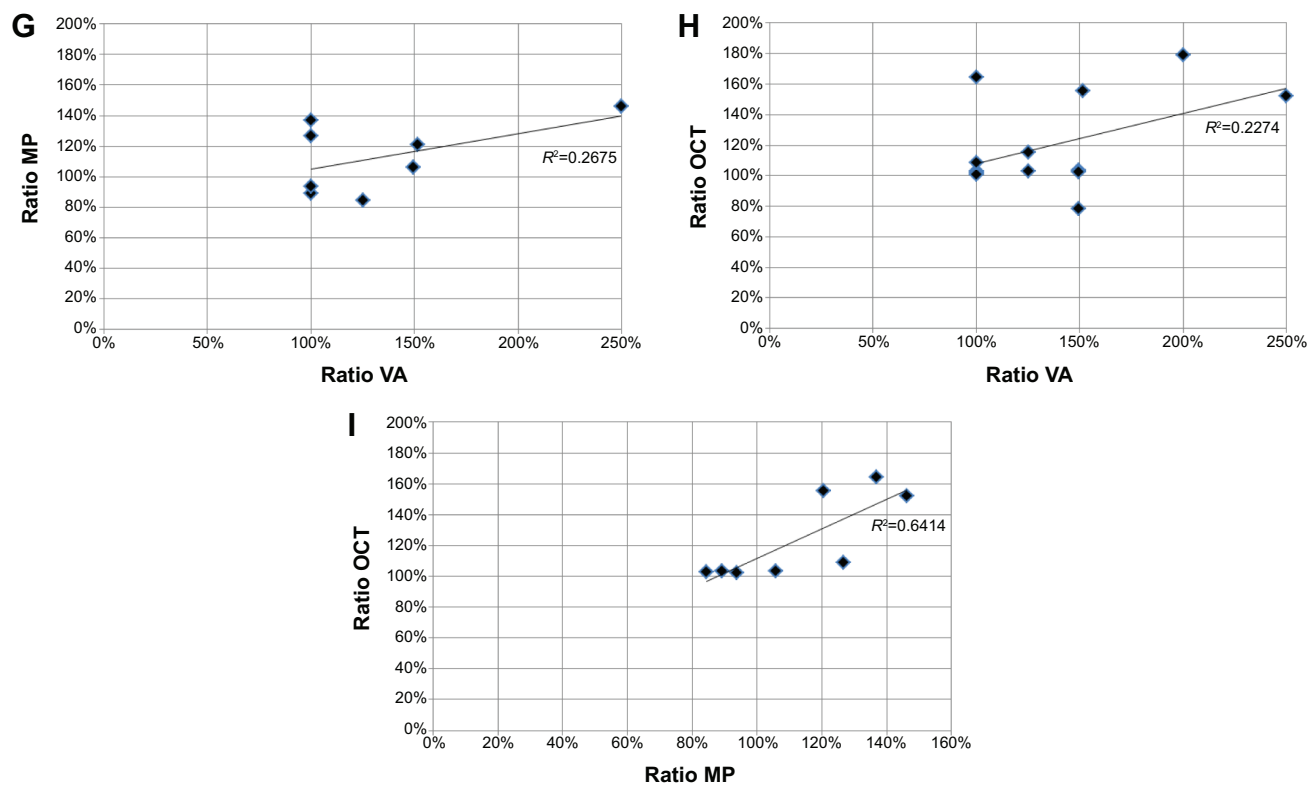 G
200%
180%
160%
140%
120%
100%
80%
60%
40%
20%
0%
Ratio MP
R²=0.2675
0% 50% 100% 150% 200% 250%
Ratio VA
H
200%
180%
160%
140%
120%
100%
80%
60%
40%
20%
0%
Ratio OCT
R²=0.2274
0% 50% 100% 150% 200% 250%
Ratio VA
I
200%
180%
160%
140%
120%
100%
80%
60%
40%
20%
0%
Ratio OCT
R²=0.6414
0% 20% 40% 60% 80% 100% 120% 140% 160%
Ratio MP